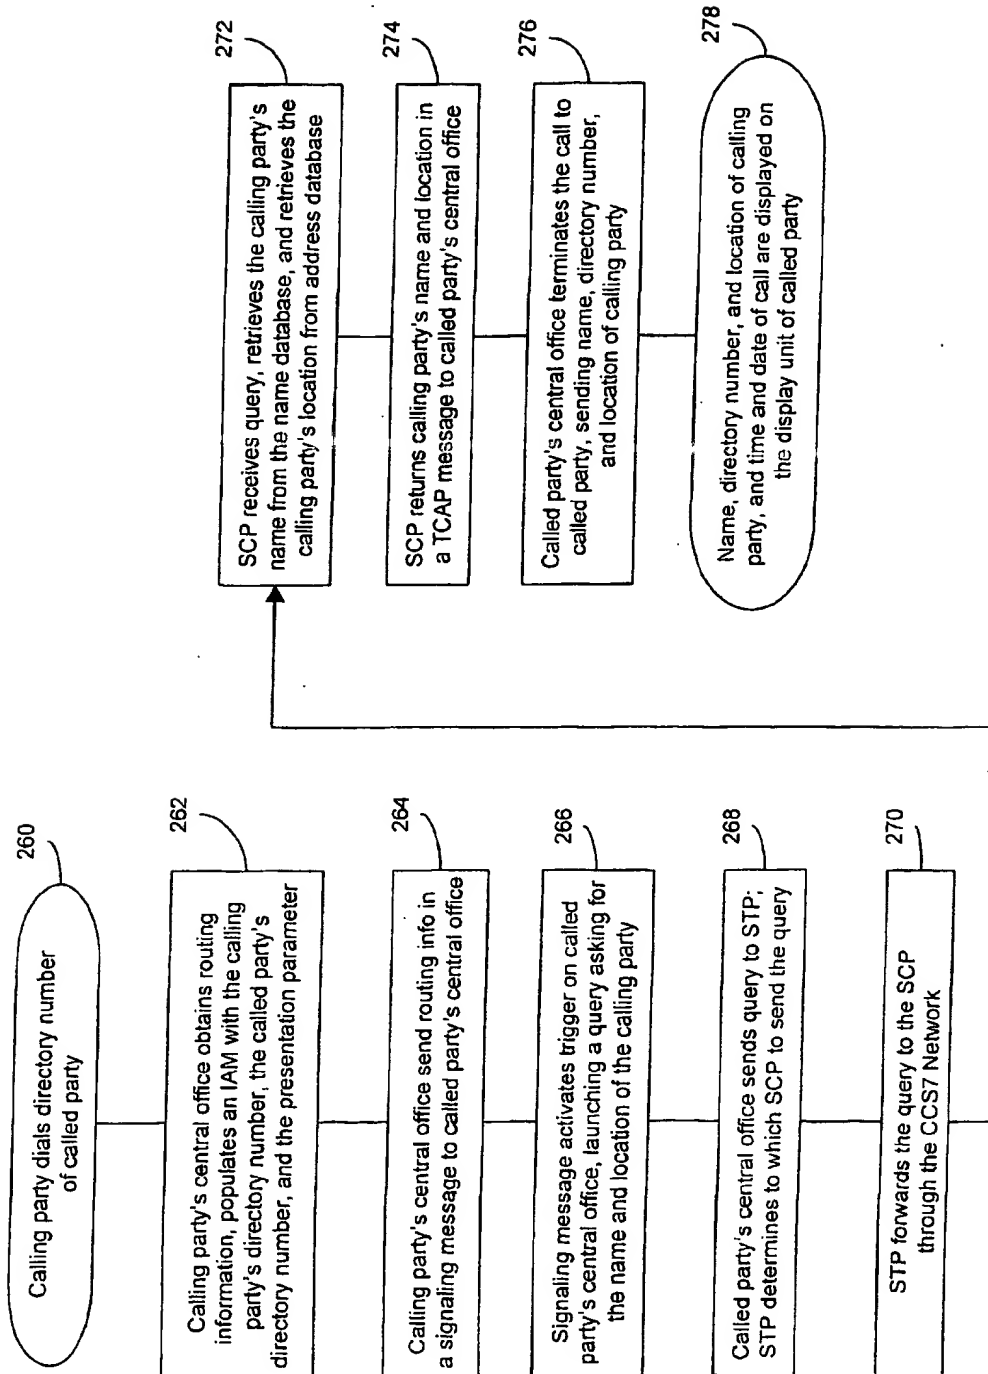 260
Calling party dials directory number
of called party
262
Calling party's central office obtains routing
information, populates an IAM with the calling
party's directory number, the called party's
directory number, and the presentation parameter
264
Calling party's central office send routing info in
a signaling message to called party's central office
266
Signaling message activates trigger on called
party's central office, launching a query asking for
the name and location of the calling party
268
Called party's central office sends query to STP;
STP determines to which SCP to send the query
270
STP forwards the query to the SCP
through the CCS7 Network
272
SCP receives query, retrieves the calling party's
name from the name database, and retrieves the
calling party's location from address database
274
SCP returns calling party's name and location in
a TCAP message to called party's central office
276
Called party's central office terminates the call to
called party, sending name, directory number,
and location of calling party
278
Name, directory number, and location of calling
party, and time and date of call are displayed on
the display unit of called party